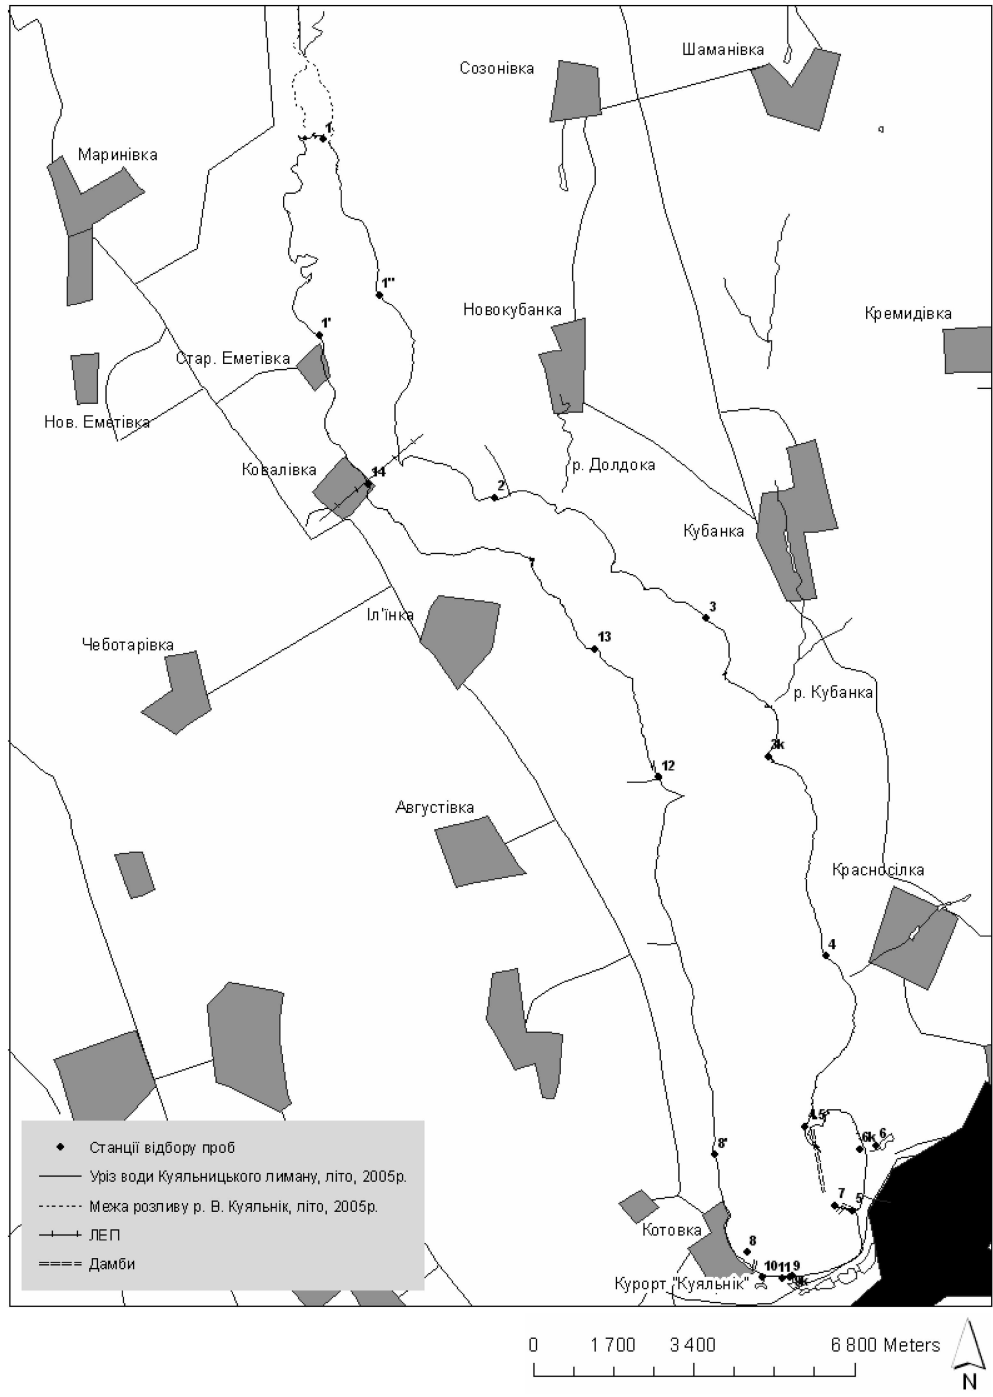 Шаманівка
Созонівка
1
Маринівка
1"
Новокубанка
Кремидівка
1'
Стар. Еметівка
Нов. Еметівка
р. Долдока
Ковалівка
14
2
Кубанка
3
Іл'їнка
13
Чеботарівка
р. Кубанка
3k
12
Августівка
Красносілка
4
5'
6
6k
8'
7
5
Котовка
8
10 11 9
9k
Курорт "Куяльнік"
Станції відбору проб
Уріз води Куяльницького лиману, літо, 2005р.
Межа розливу р. В. Куяльнік, літо, 2005р.
ЛЕП
Дамби
0 1 700 3 400 6 800 Meters
N